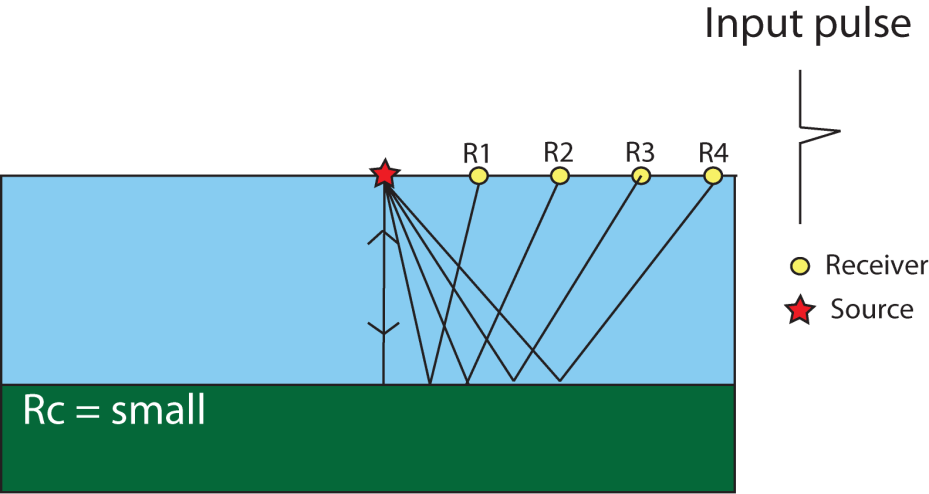 Input pulse
R1 R2 R3 R4
Receiver
Source
Rc = small